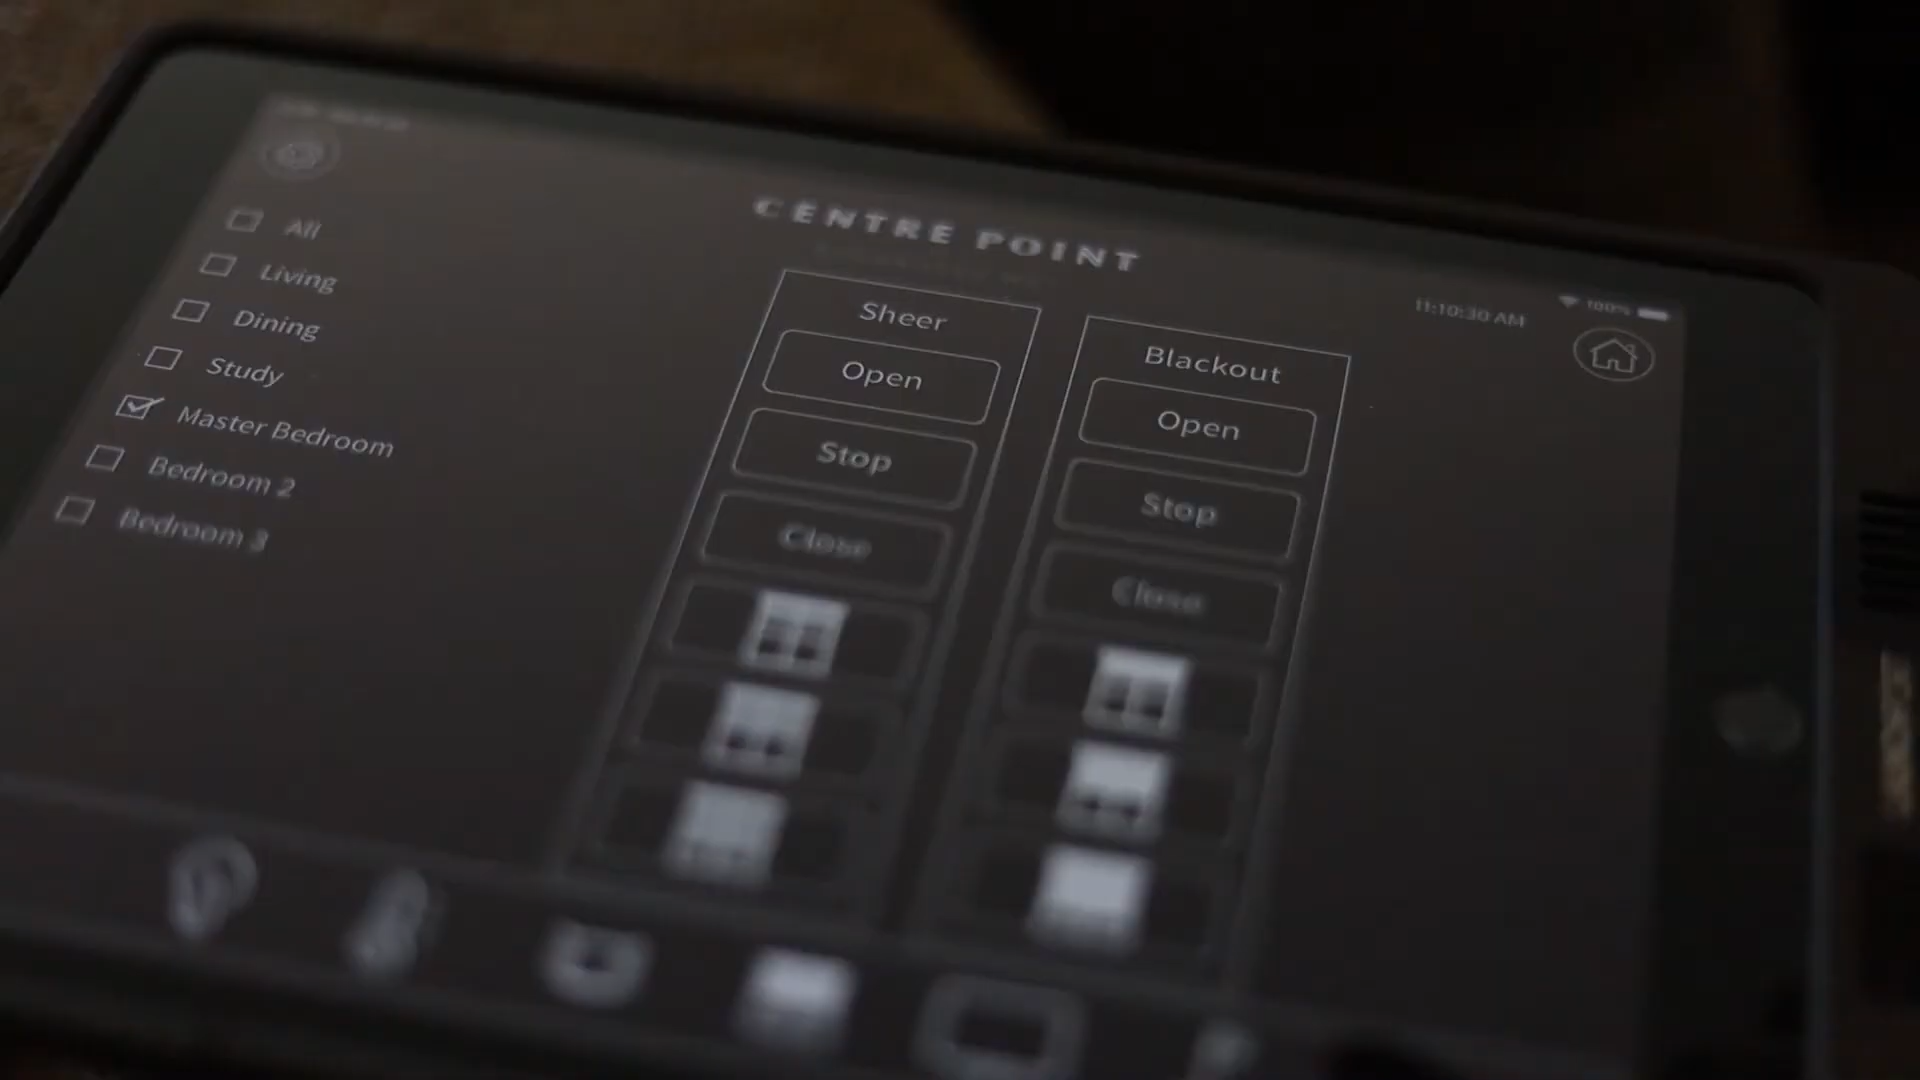 CENTRE POINT
11:10:30 AM
100%
All
Living
Dining
Study
Master Bedroom
Bedroom 2
Bedroom 3
Sheer
Open
Stop
Close
Blackout
Open
Stop
Close